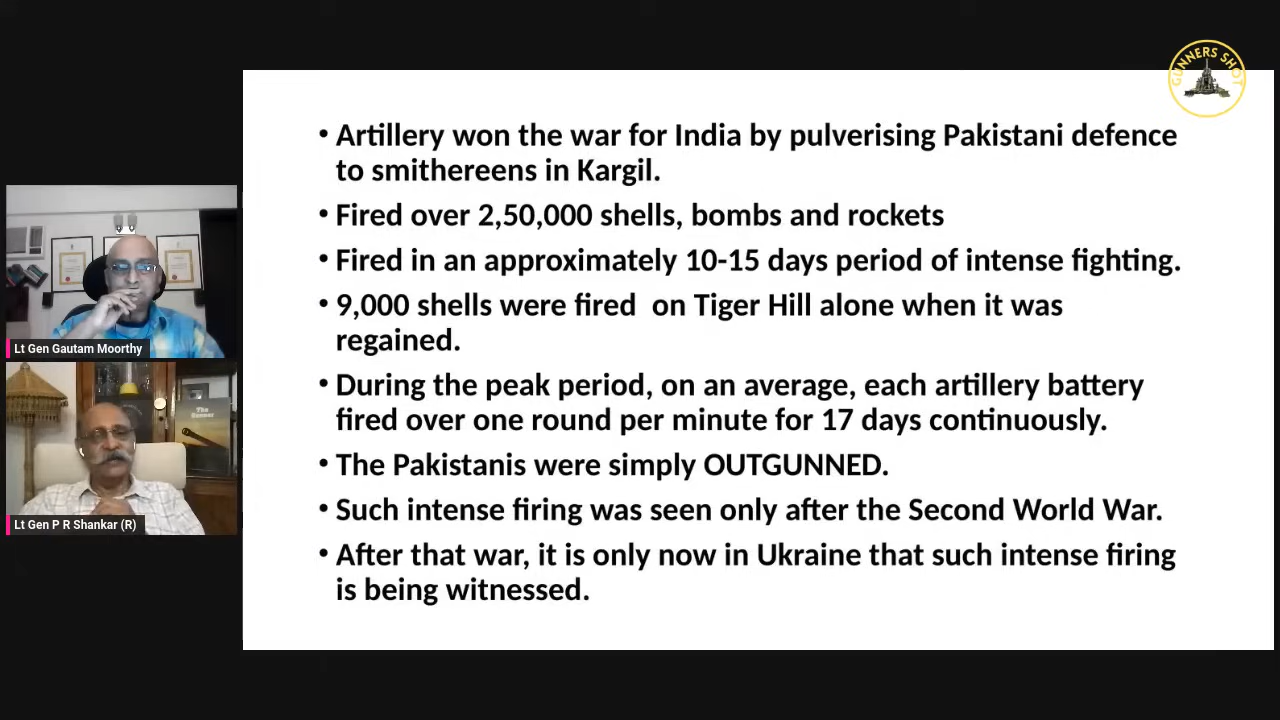 GUNNERS SHOT
• Artillery won the war for India by pulverising Pakistani defence
to smithereens in Kargil.
• Fired over 2,50,000 shells, bombs and rockets
• Fired in an approximately 10-15 days period of intense fighting.
• 9,000 shells were fired  on Tiger Hill alone when it was
regained.
• During the peak period, on an average, each artillery battery
fired over one round per minute for 17 days continuously.
• The Pakistanis were simply OUTGUNNED.
• Such intense firing was seen only after the Second World War.
• After that war, it is only now in Ukraine that such intense firing
is being witnessed.
Lt Gen Gautam Moorthy
The
Gunner
Lt Gen P R Shankar (R)